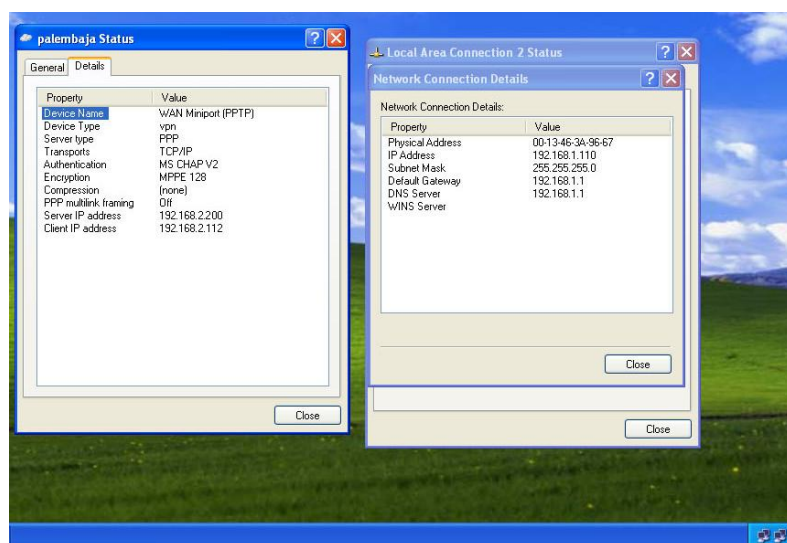 palembaja Status
General Details
Property Value
Device Name WAN Miniport (PPTP)
Device Type vpn
Server type PPP
Transports TCP/IP
Authentication MS CHAP V2
Encryption MPPE 128
Compression (none)
PPP multilink framing Off
Server IP address 192.168.2.200
Client IP address 192.168.2.112
Close
Local Area Connection 2 Status
Network Connection Details
Network Connection Details:
Property Value
Physical Address 00-13-46-3A-96-67
IP Address 192.168.1.110
Subnet Mask 255.255.255.0
Default Gateway 192.168.1.1
DNS Server 192.168.1.1
WINS Server
Close
Close